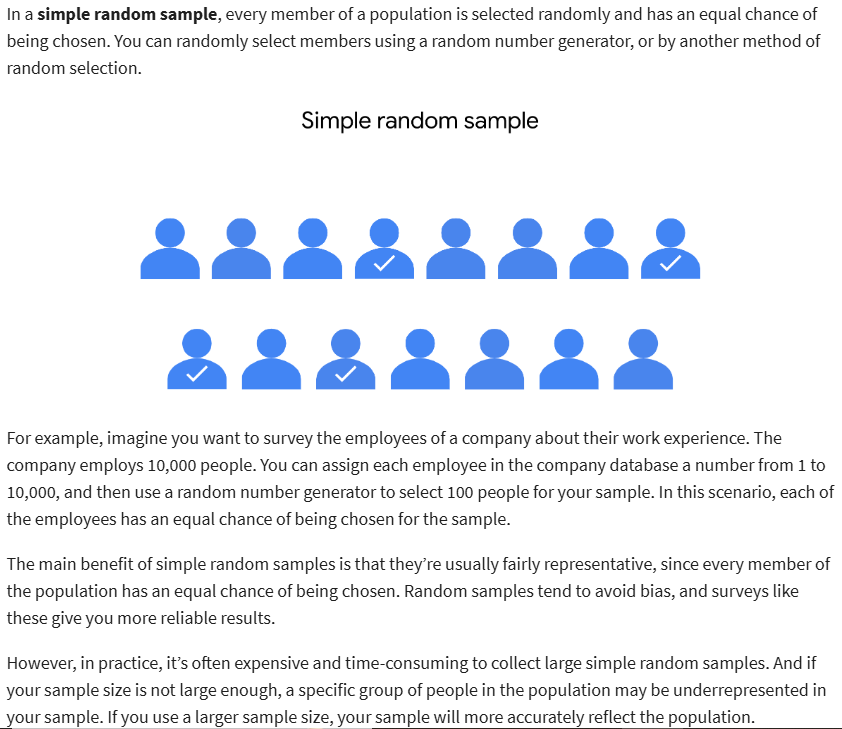 In a simple random sample, every member of a population is selected randomly and has an equal chance of
being chosen. You can randomly select members using a random number generator, or by another method of
random selection.
Simple random sample
For example, imagine you want to survey the employees of a company about their work experience. The
company employs 10,000 people. You can assign each employee in the company database a number from 1 to
10,000, and then use a random number generator to select 100 people for your sample. In this scenario, each of
the employees has an equal chance of being chosen for the sample.
The main benefit of simple random samples is that they’re usually fairly representative, since every member of
the population has an equal chance of being chosen. Random samples tend to avoid bias, and surveys like
these give you more reliable results.
However, in practice, it’s often expensive and time-consuming to collect large simple random samples. And if
your sample size is not large enough, a specific group of people in the population may be underrepresented in
your sample. If you use a larger sample size, your sample will more accurately reflect the population.